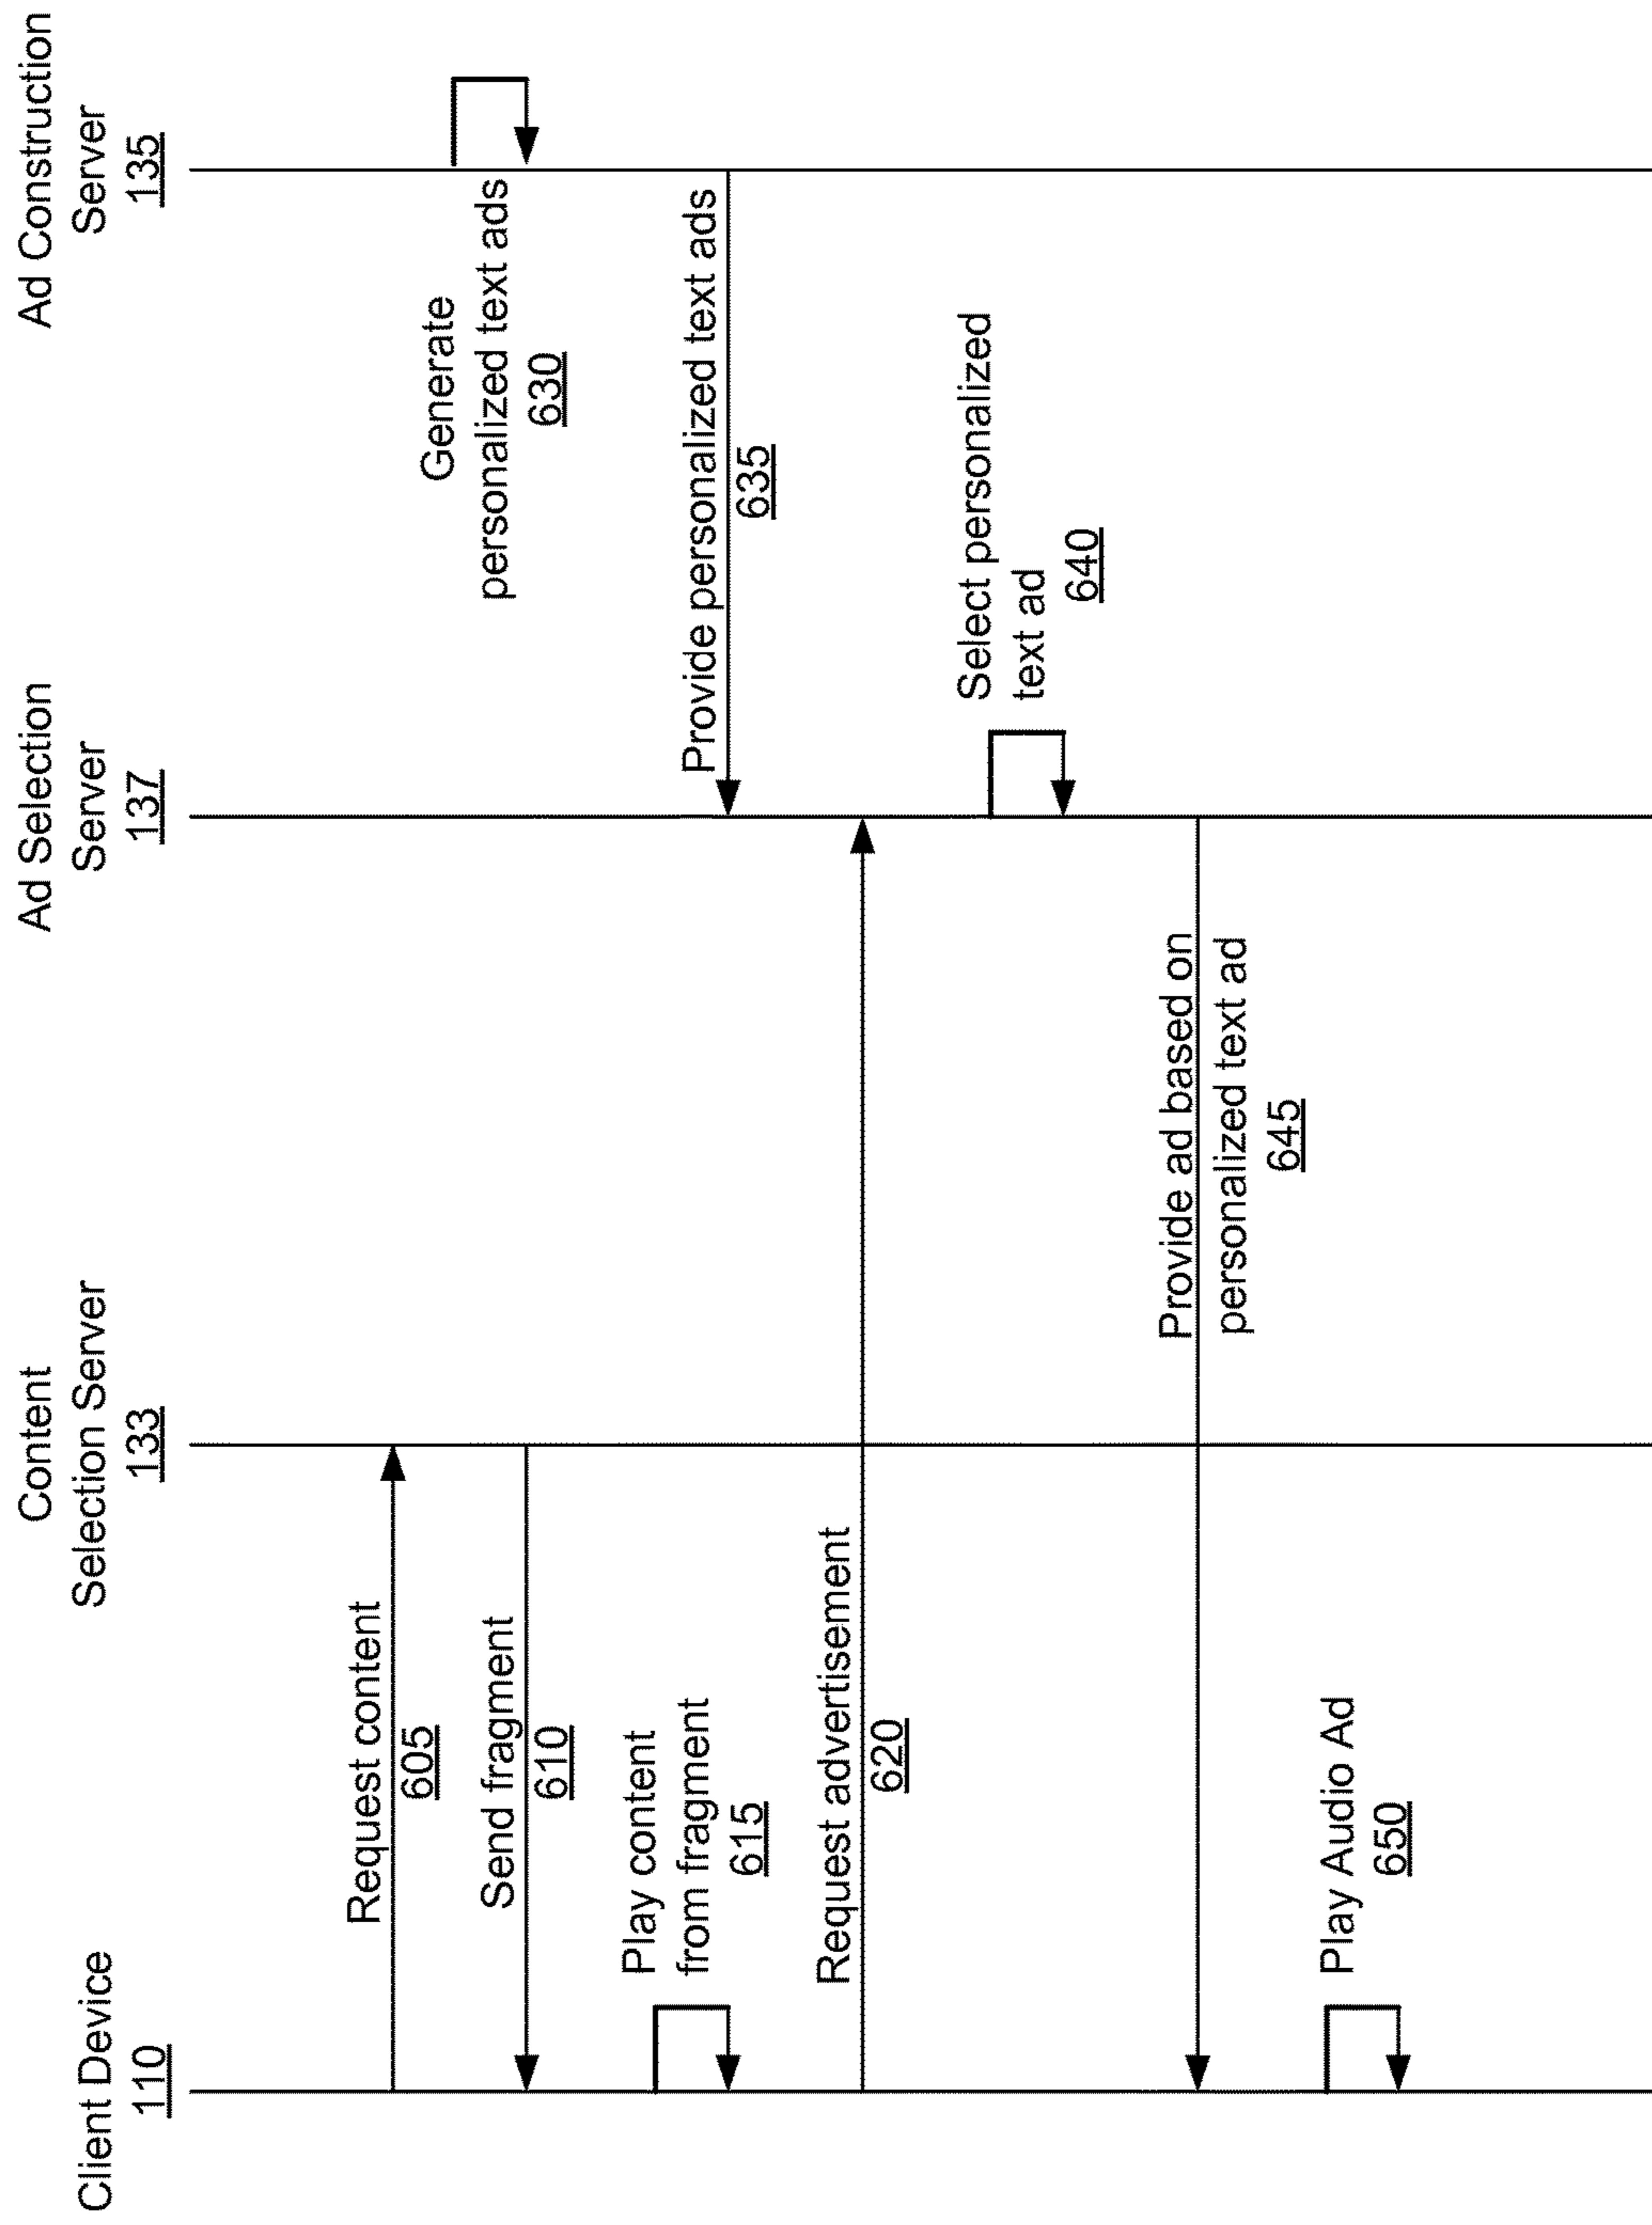 Client Device
110
Content
Selection Server
133
Ad Selection
Server
137
Ad Construction
Server
135
Request content
605
Generate
personalized text ads
630
Send fragment
610
Play content
from fragment
615
Provide personalized text ads
635
Request advertisement
620
Select personalized
text ad
640
Provide ad based on
personalized text ad
645
Play Audio Ad
650